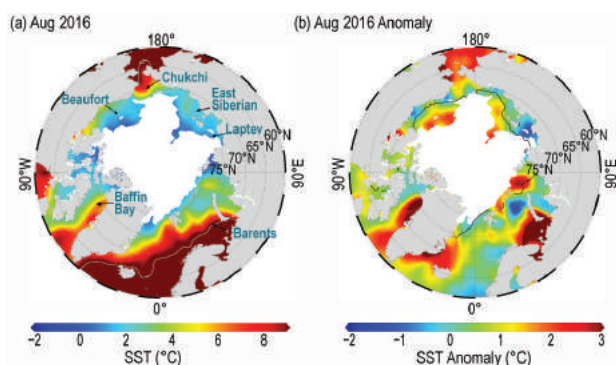 (a) Aug 2016
(b) Aug 2016 Anomaly
180°
180°
Chukchi
Beaufort
East
Siberian
Laptev
60°N
65°N
70°N
75°N
90°W
90°E
Baffin
Bay
Barents
0°
60°N
65°N
70°N
75°N
90°W
90°E
0°
−2 0 2 4 6 8
SST (°C)
−2 −1 0 1 2 3
SST Anomaly (°C)